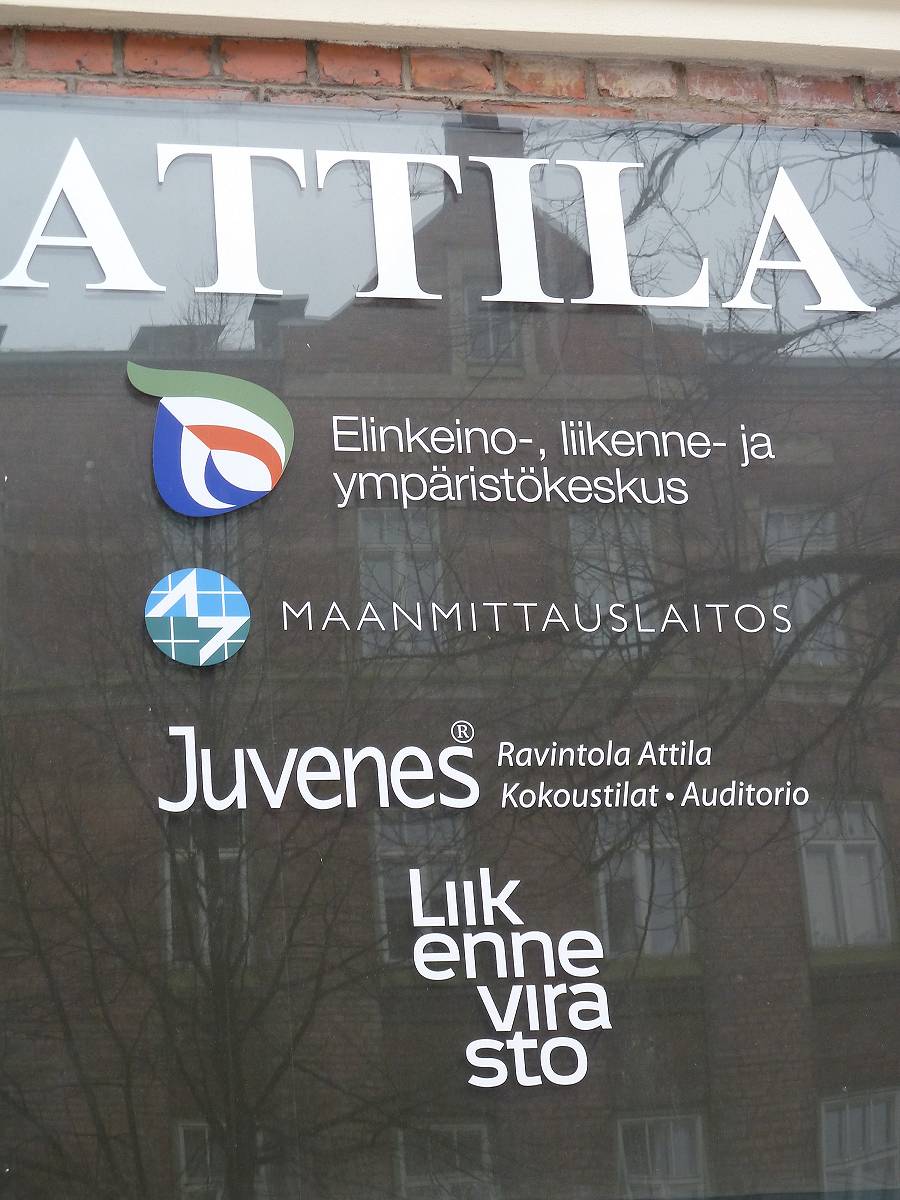 ATTILA
Elinkeino-, liikenne- ja
ympäristökeskus
MAANMITTAUSLAITOS
Juvenes® Ravintola Attila
Kokoustilat • Auditorio
Liik
enne
vira
sto